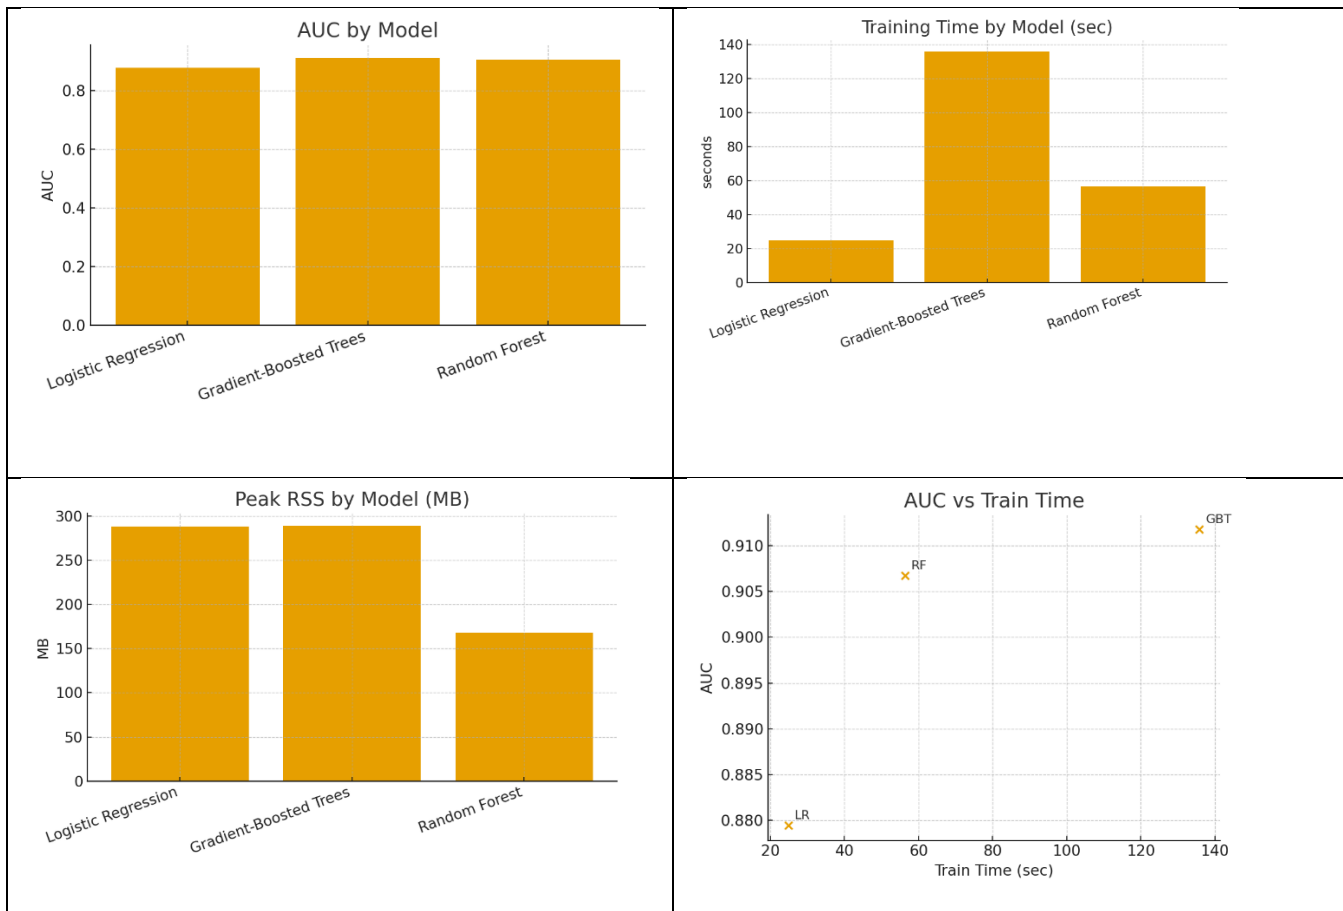 AUC by Model
AUC
0.8
0.6
0.4
0.2
0.0
Logistic Regression
Gradient-Boosted Trees
Random Forest
Training Time by Model (sec)
seconds
140
120
100
80
60
40
20
0
Logistic Regression
Gradient-Boosted Trees
Random Forest
Peak RSS by Model (MB)
MB
300
250
200
150
100
50
0
Logistic Regression
Gradient-Boosted Trees
Random Forest
AUC vs Train Time
AUC
0.910
0.905
0.900
0.895
0.890
0.885
0.880
GBT
RF
LR
20 40 60 80 100 120 140
Train Time (sec)